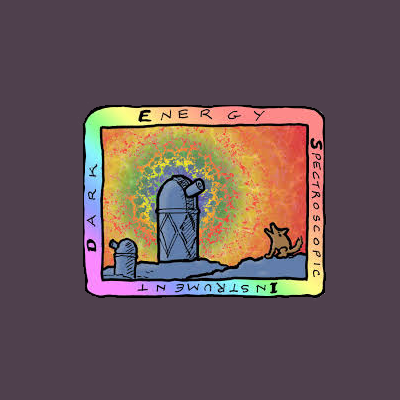 DARK
ENERGY
SPECTROSCOPIC
INSTRUMENT